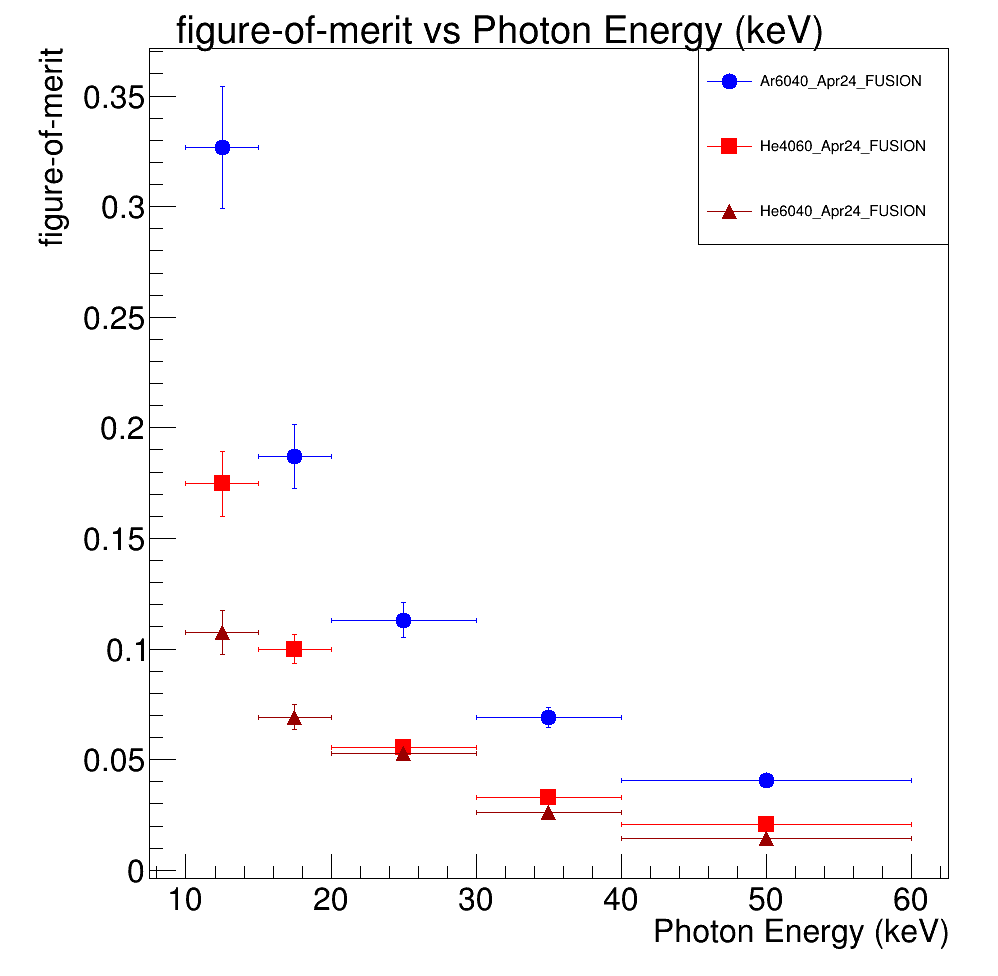 figure-of-merit vs Photon Energy (keV)
figure-of-merit
Ar6040_Apr24_FUSION
He4060_Apr24_FUSION
He6040_Apr24_FUSION
0.35
0.3
0.25
0.2
0.15
0.1
0.05
0
10 20 30 40 50 60
Photon Energy (keV)